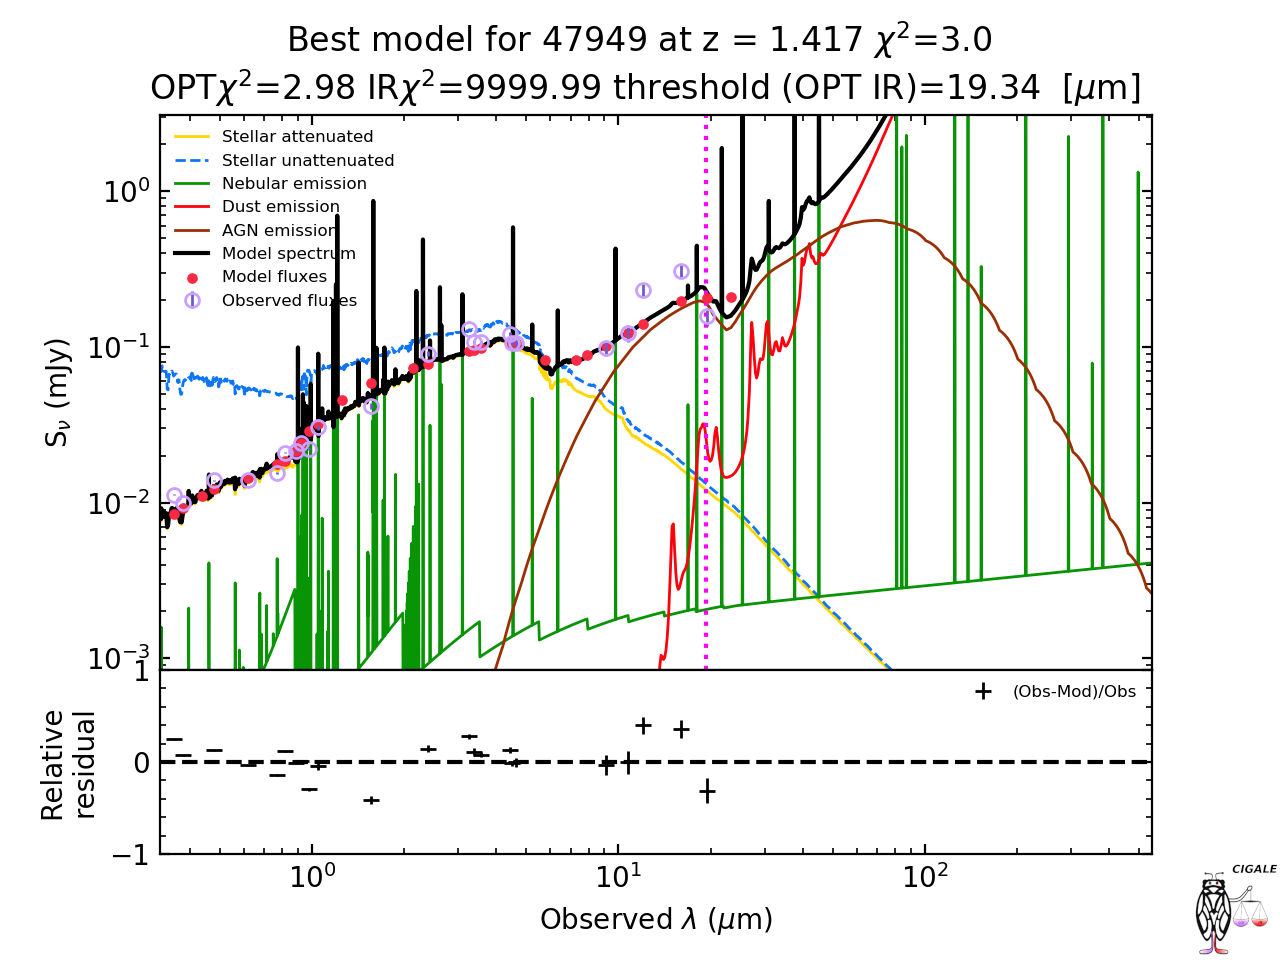 Best model for 47949 at z = 1.417 χ²=3.0
OPTχ²=2.98 IRχ²=9999.99 threshold (OPT IR)=19.34  [μm]
Stellar attenuated
Stellar unattenuated
Nebular emission
Dust emission
AGN emission
Model spectrum
Model fluxes
Observed fluxes
10⁰
10⁻¹
10⁻²
10⁻³
S_ν (mJy)
(Obs-Mod)/Obs
1
0
−1
Relative
residual
10⁰
10¹
10²
Observed λ (μm)
CIGALE